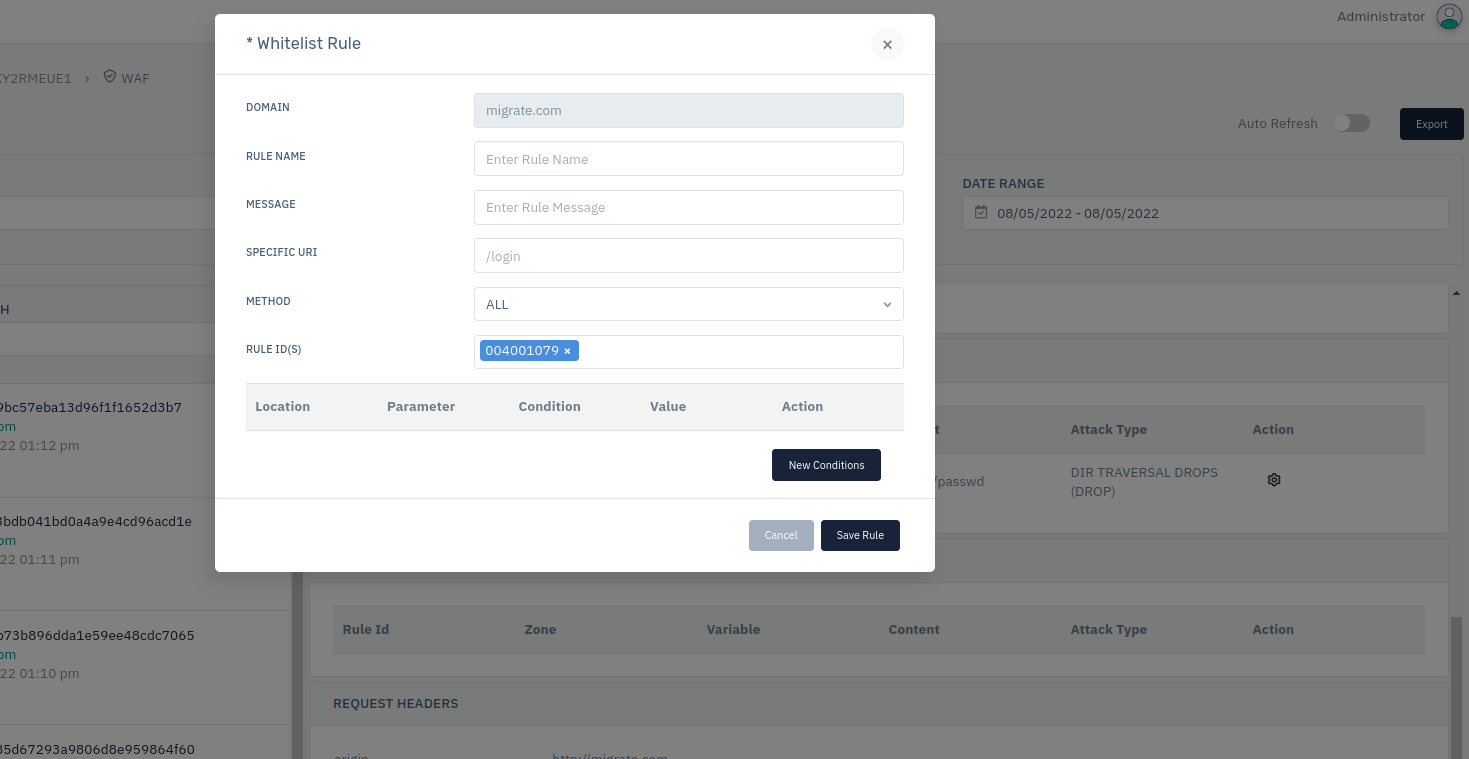 Administrator
* Whitelist Rule
×
Y2RMEUE1 › WAF
DOMAIN
migrate.com
Auto Refresh
Export
RULE NAME
Enter Rule Name
DATE RANGE
08/05/2022 - 08/05/2022
MESSAGE
Enter Rule Message
SPECIFIC URI
/login
METHOD
ALL
H
RULE ID(S)
004001079 ×
Location Parameter Condition Value Action
9bc57eba13d96f1f1652d3b7
om
22 01:12 pm
t Attack Type Action
New Conditions
/passwd
DIR TRAVERSAL DROPS
(DROP)
3bdb041bd0a4a9e4cd96acd1e
om
22 01:11 pm
Cancel
Save Rule
b73b896dda1e59ee48cdc7065
om
22 01:10 pm
Rule Id Zone Variable Content Attack Type Action
REQUEST HEADERS
35d67293a9806d8e959864f60
origin http://migrate.com